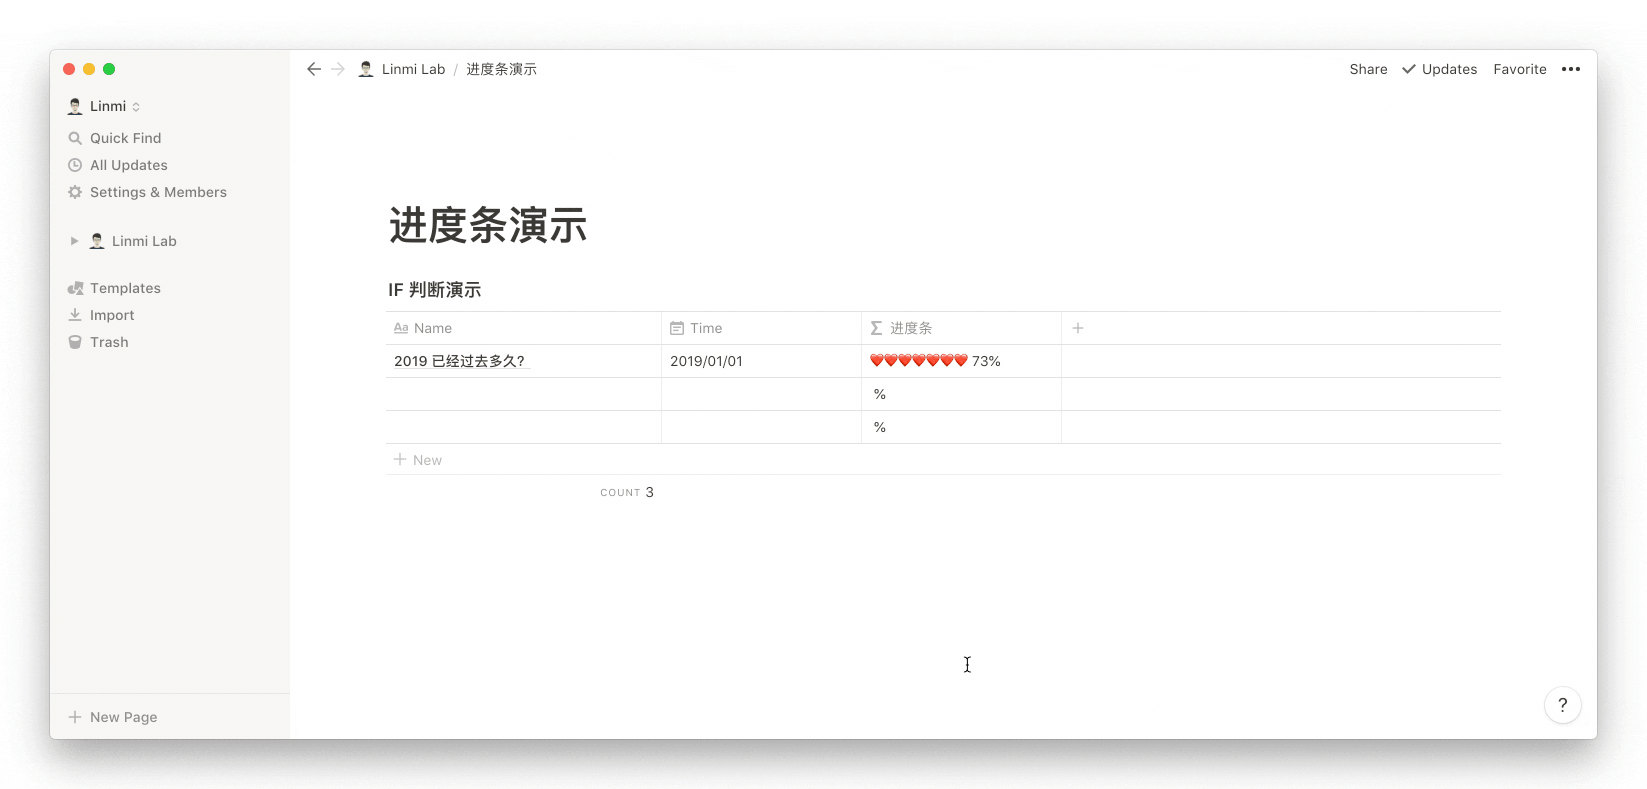 Linmi
Quick Find
All Updates
Settings & Members
Linmi Lab
Templates
Import
Trash
New Page
Linmi Lab / 进度条演示
Share Updates Favorite •••
进度条演示
IF 判断演示
Aa Name Time Σ 进度条 +
2019 已经过去多久? 2019/01/01 ❤️❤️❤️❤️❤️❤️❤️ 73%
%
%
+ New
COUNT 3
?